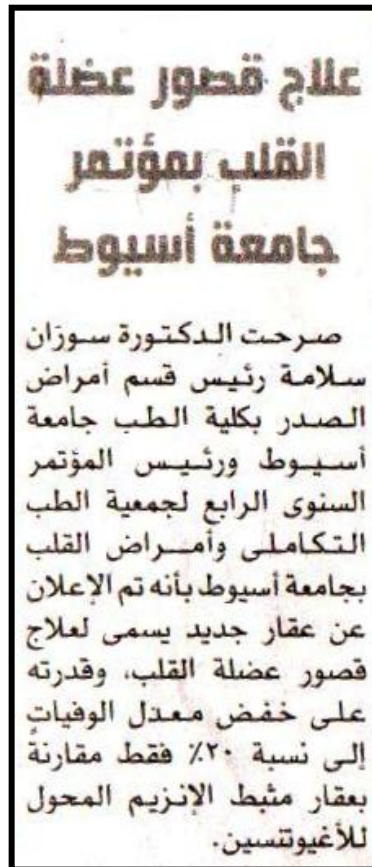 علاج قصور عضلة
القلب بمؤتمر
جامعة أسيوط
صرحت الدكتورة سوزان
سلامة رئيس قسم أمراض
الصدر بكلية الطب جامعة
أسيوط ورئيس المؤتمر
السنوى الرابع لجمعية الطب
التكاملى وأمراض القلب
بجامعة أسيوط بأنه تم الإعلان
عن عقار جديد يسمى لعلاج
قصور عضلة القلب، وقدرته
على خفض معدل الوفيات
إلى نسبة ٢٠٪ فقط مقارنةً
بعقار مثبط الإنزيم المحول
للأغيوتنسين.